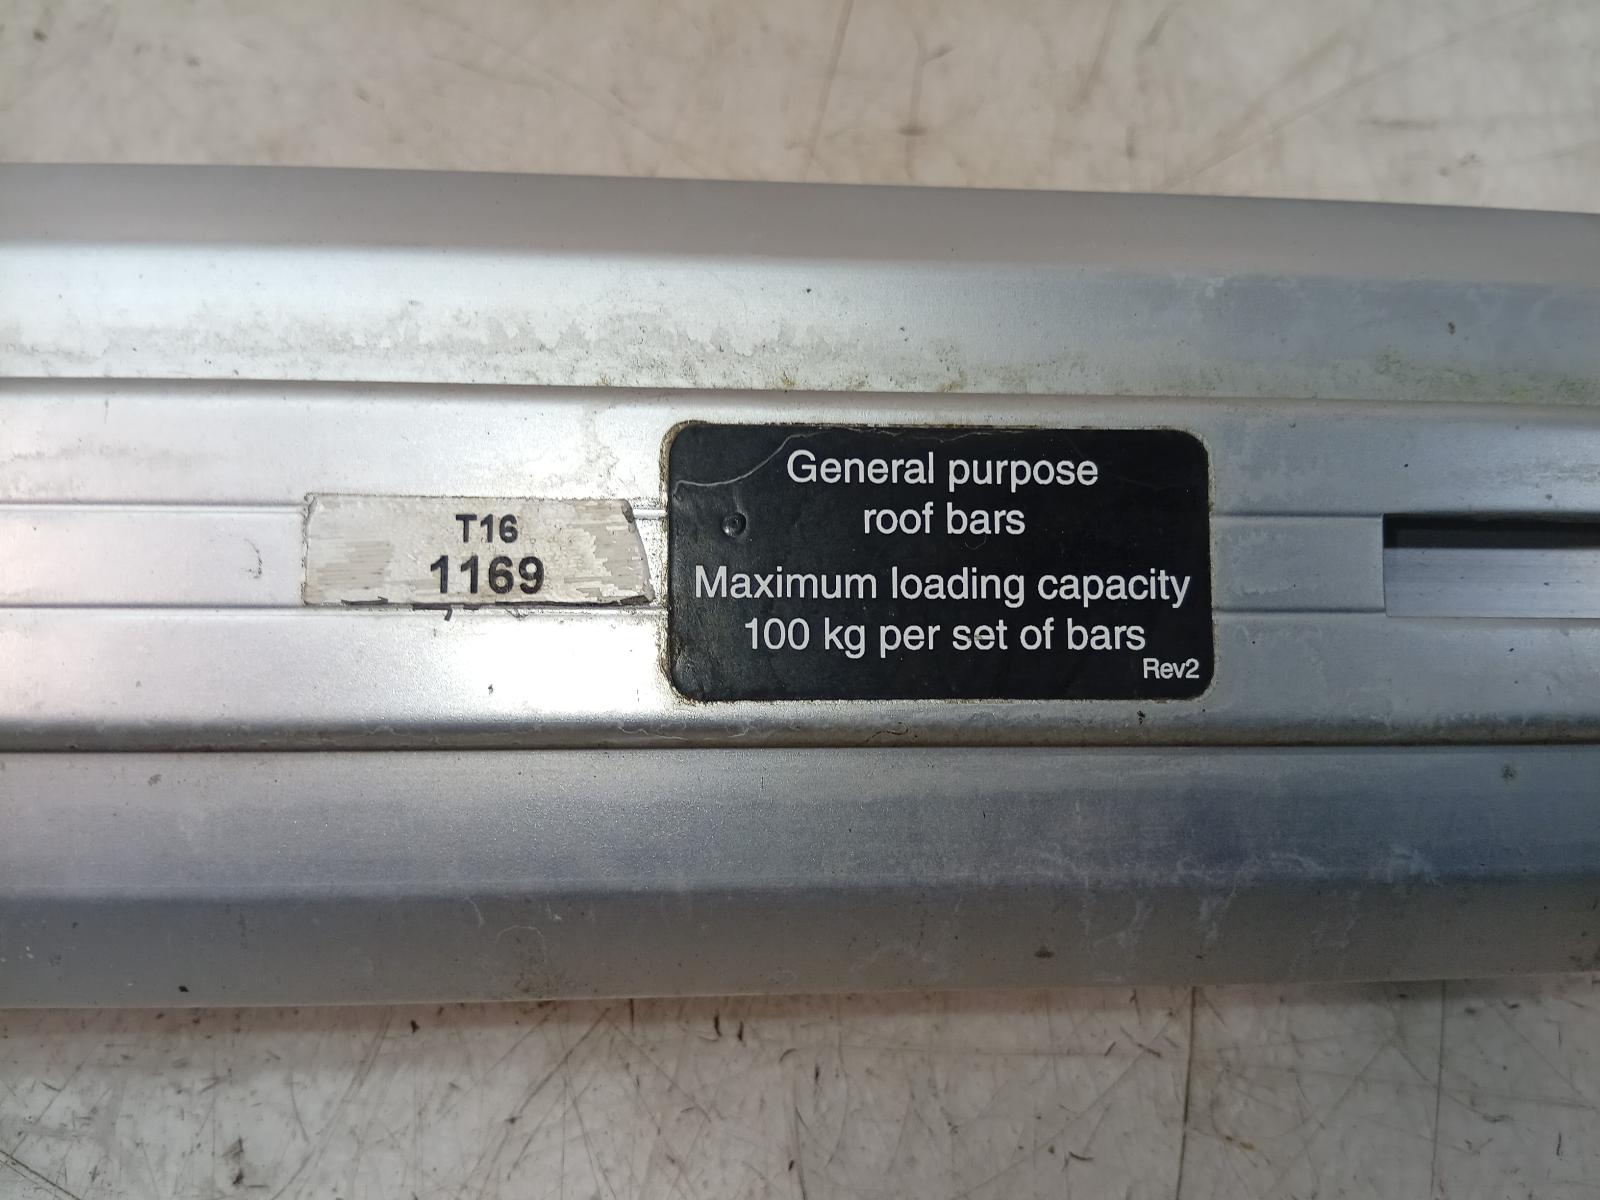 T16
1169
General purpose
roof bars
Maximum loading capacity
100 kg per set of bars
Rev2